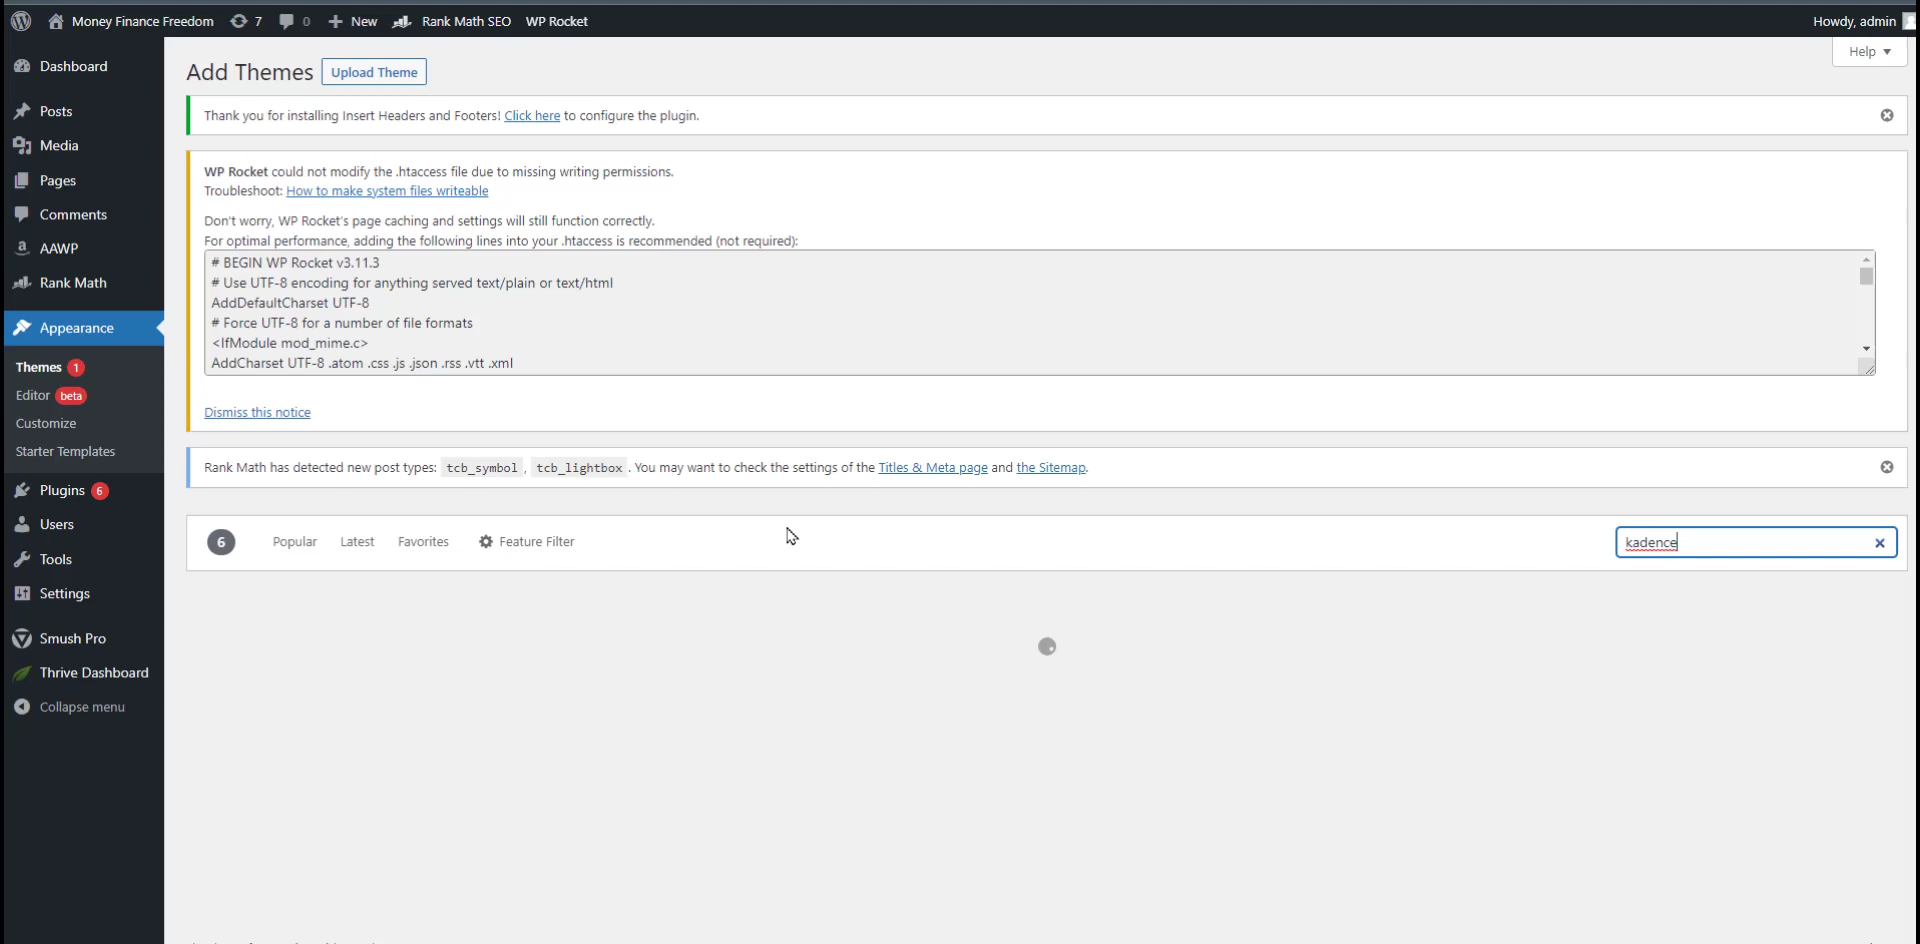 Money Finance Freedom 7 0 New Rank Math SEO WP Rocket Howdy, admin
Help
Dashboard
Posts
Media
Pages
Comments
AAWP
Rank Math
Appearance
Themes 1
Editor beta
Customize
Starter Templates
Plugins 6
Users
Tools
Settings
Smush Pro
Thrive Dashboard
Collapse menu
Add Themes Upload Theme
Thank you for installing Insert Headers and Footers! Click here to configure the plugin.
WP Rocket could not modify the .htaccess file due to missing writing permissions.
Troubleshoot: How to make system files writeable
Don't worry, WP Rocket's page caching and settings will still function correctly.
For optimal performance, adding the following lines into your .htaccess is recommended (not required):
# BEGIN WP Rocket v3.11.3
# Use UTF-8 encoding for anything served text/plain or text/html
AddDefaultCharset UTF-8
# Force UTF-8 for a number of file formats
<IfModule mod_mime.c>
AddCharset UTF-8 .atom .css .js .json .rss .vtt .xml
Dismiss this notice
Rank Math has detected new post types: tcb_symbol , tcb_lightbox . You may want to check the settings of the Titles & Meta page and the Sitemap.
6 Popular Latest Favorites Feature Filter kadence